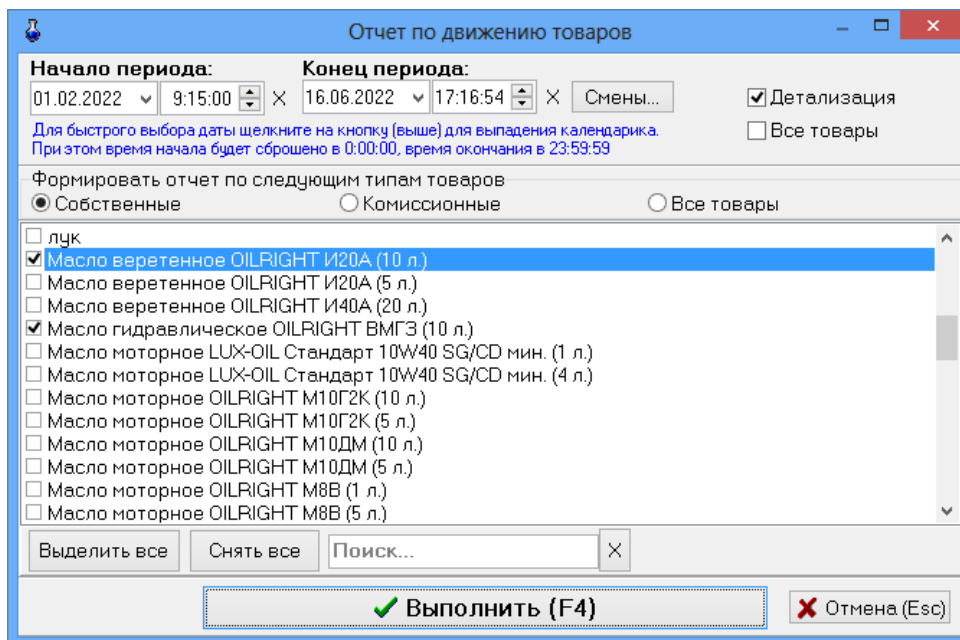 Отчет по движению товаров
Начало периода: Конец периода:
01.02.2022 9:15:00 X 16.06.2022 17:16:54 X Смены... Детализация
Для быстрого выбора даты щелкните на кнопку (выше) для выпадения календарика.
Все товары
При этом время начала будет сброшено в 0:00:00, время окончания в 23:59:59
Формировать отчет по следующим типам товаров
Собственные Комиссионные Все товары
лук
Масло веретенное OILRIGHT И20А (10 л.)
Масло веретенное OILRIGHT И20А (5 л.)
Масло веретенное OILRIGHT И40А (20 л.)
Масло гидравлическое OILRIGHT ВМГЗ (10 л.)
Масло моторное LUX-OIL Стандарт 10W40 SG/CD мин. (1 л.)
Масло моторное LUX-OIL Стандарт 10W40 SG/CD мин. (4 л.)
Масло моторное OILRIGHT М10Г2К (10 л.)
Масло моторное OILRIGHT М10Г2К (5 л.)
Масло моторное OILRIGHT М10ДМ (10 л.)
Масло моторное OILRIGHT М10ДМ (5 л.)
Масло моторное OILRIGHT М8В (1 л.)
Масло моторное OILRIGHT М8В (5 л.)
Выделить все Снять все Поиск... X
Выполнить (F4) Отмена (Esc)